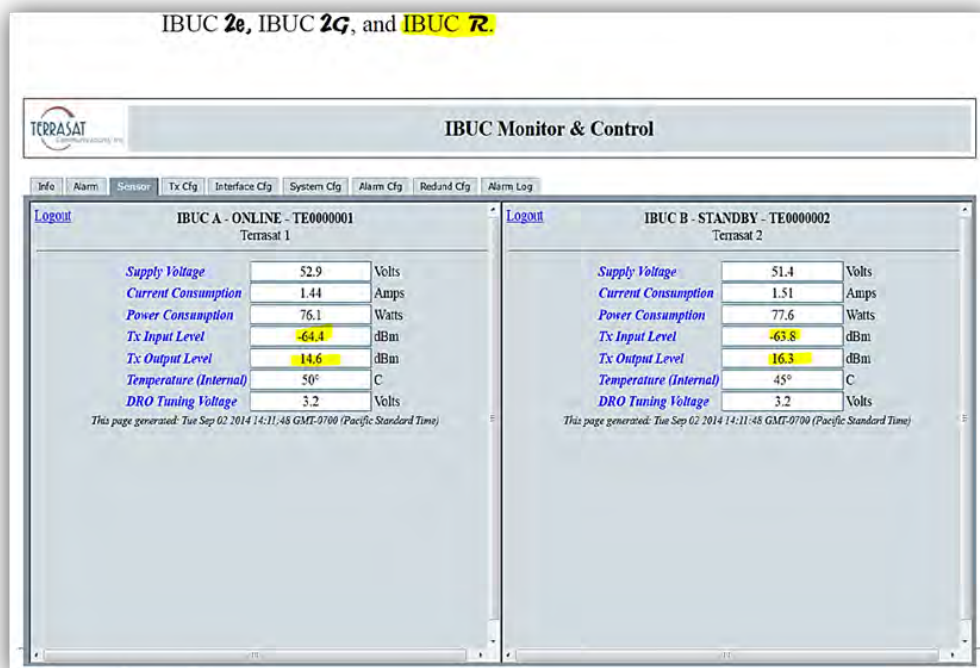 IBUC 2e, IBUC 2G, and IBUC R.
TERRASAT
Communications, Inc.
IBUC Monitor & Control
Info Alarm Sensor Tx Cfg Interface Cfg System Cfg Alarm Cfg Redund Cfg Alarm Log
Logout
IBUC A - ONLINE - TE0000001
Terrasat 1
Supply Voltage 52.9 Volts
Current Consumption 1.44 Amps
Power Consumption 76.1 Watts
Tx Input Level -64.4 dBm
Tx Output Level 14.6 dBm
Temperature (Internal) 50° C
DRO Tuning Voltage 3.2 Volts
This page generated: Tue Sep 02 2014 14:11:48 GMT-0700 (Pacific Standard Time)
Logout
IBUC B - STANDBY - TE0000002
Terrasat 2
Supply Voltage 51.4 Volts
Current Consumption 1.51 Amps
Power Consumption 77.6 Watts
Tx Input Level -63.8 dBm
Tx Output Level 16.3 dBm
Temperature (Internal) 45° C
DRO Tuning Voltage 3.2 Volts
This page generated: Tue Sep 02 2014 14:11:48 GMT-0700 (Pacific Standard Time)